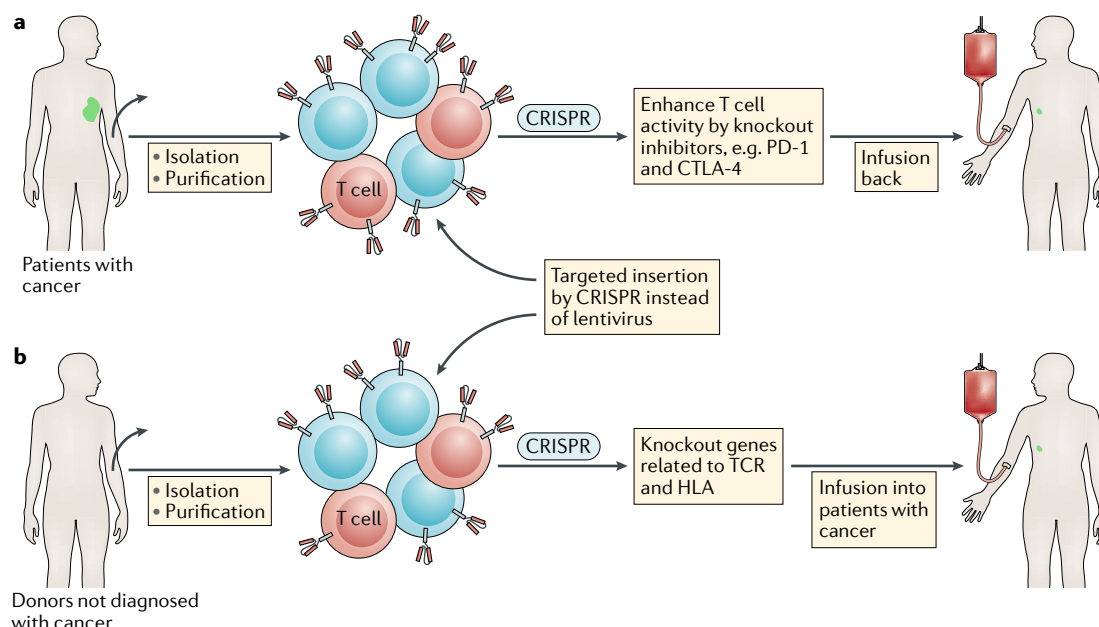 a
• Isolation
• Purification
T cell
CRISPR
Enhance T cell
activity by knockout
inhibitors, e.g. PD-1
and CTLA-4
Infusion
back
Patients with
cancer
Targeted insertion
by CRISPR instead
of lentivirus
b
• Isolation
• Purification
T cell
CRISPR
Knockout genes
related to TCR
and HLA
Infusion into
patients with
cancer
Donors not diagnosed
with cancer